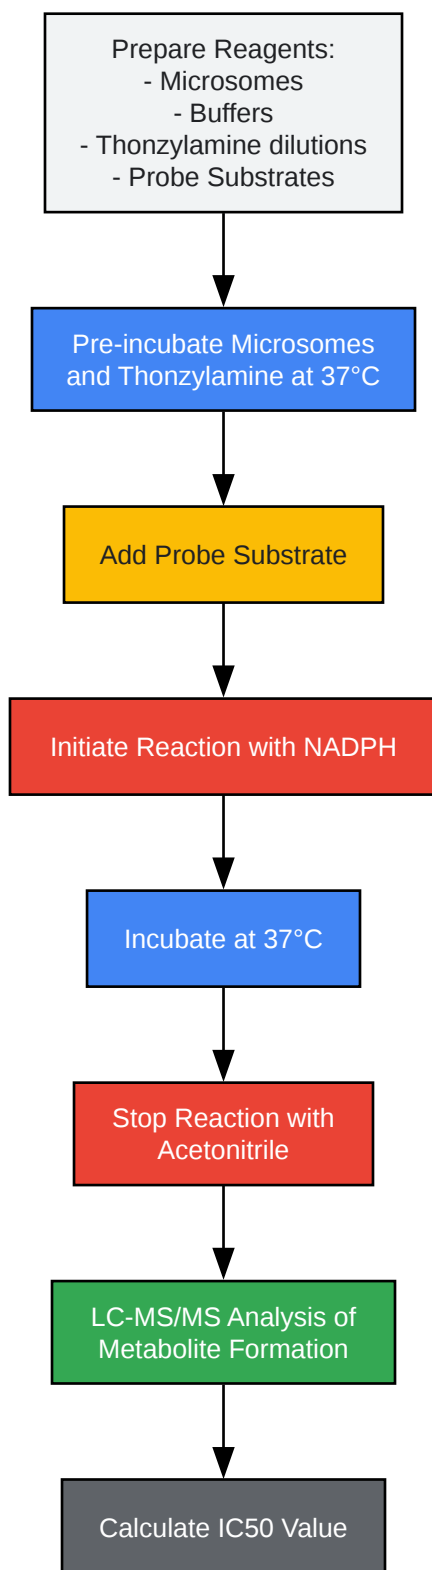 Prepare Reagents:
- Microsomes
- Buffers
- Thonzylamine dilutions
- Probe Substrates
Pre-incubate Microsomes
and Thonzylamine at 37°C
Add Probe Substrate
Initiate Reaction with NADPH
Incubate at 37°C
Stop Reaction with
Acetonitrile
LC-MS/MS Analysis of
Metabolite Formation
Calculate IC50 Value